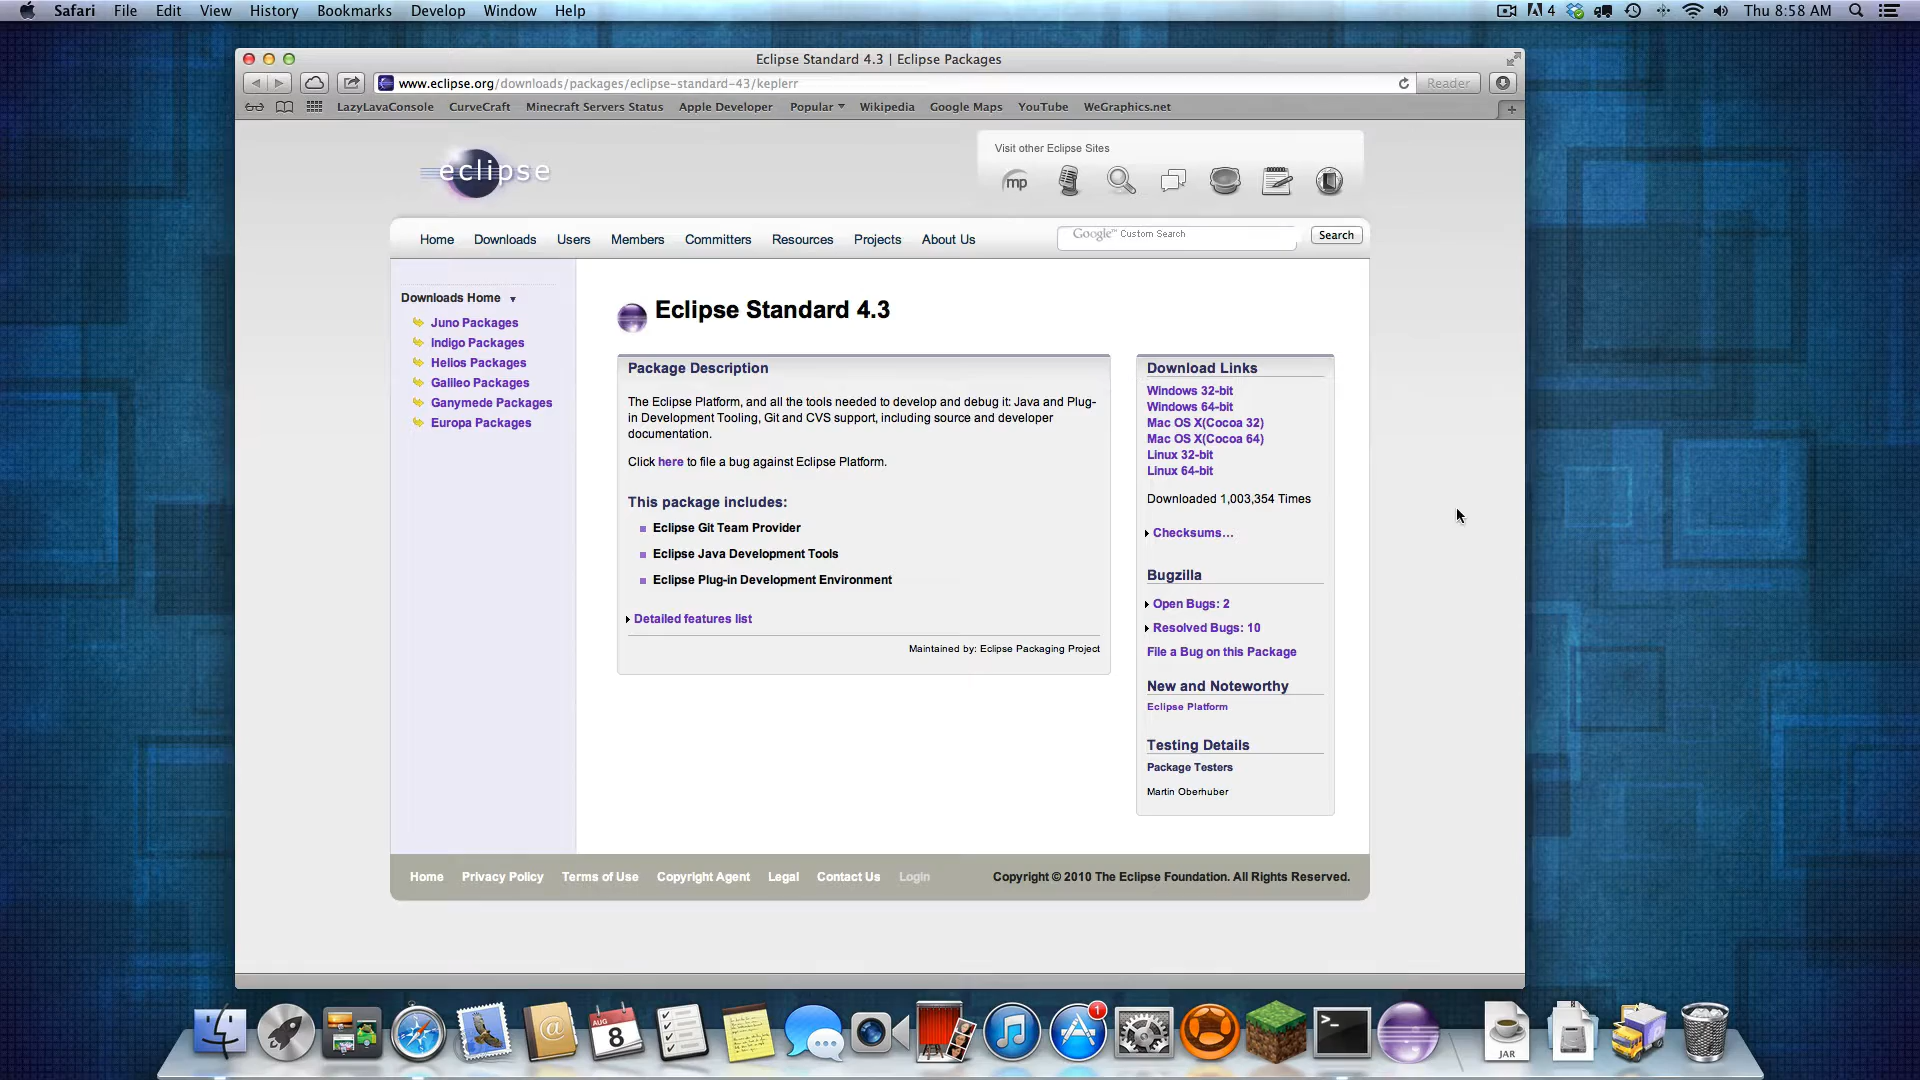 Safari File Edit View History Bookmarks Develop Window Help
4 Thu 8:58 AM
Eclipse Standard 4.3 | Eclipse Packages
www.eclipse.org/downloads/packages/eclipse-standard-43/keplerr
Reader
LazyLavaConsole CurveCraft Minecraft Servers Status Apple Developer Popular Wikipedia Google Maps YouTube WeGraphics.net
eclipse
Visit other Eclipse Sites
mp
Home Downloads Users Members Committers Resources Projects About Us
Google™ Custom Search
Search
Downloads Home
Juno Packages
Indigo Packages
Helios Packages
Galileo Packages
Ganymede Packages
Europa Packages
Eclipse Standard 4.3
Package Description
The Eclipse Platform, and all the tools needed to develop and debug it: Java and Plug-
in Development Tooling, Git and CVS support, including source and developer
documentation.
Click here to file a bug against Eclipse Platform.
This package includes:
Eclipse Git Team Provider
Eclipse Java Development Tools
Eclipse Plug-in Development Environment
Detailed features list
Maintained by: Eclipse Packaging Project
Download Links
Windows 32-bit
Windows 64-bit
Mac OS X(Cocoa 32)
Mac OS X(Cocoa 64)
Linux 32-bit
Linux 64-bit
Downloaded 1,003,354 Times
Checksums...
Bugzilla
Open Bugs: 2
Resolved Bugs: 10
File a Bug on this Package
New and Noteworthy
Eclipse Platform
Testing Details
Package Testers
Martin Oberhuber
Home Privacy Policy Terms of Use Copyright Agent Legal Contact Us Login
Copyright © 2010 The Eclipse Foundation. All Rights Reserved.
AUG
8
1
JAR